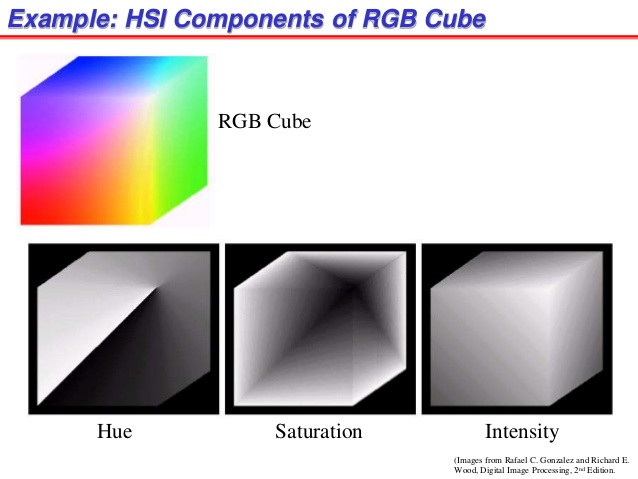 Example: HSI Components of RGB Cube
RGB Cube
Hue
Saturation
Intensity
(Images from Rafael C. Gonzalez and Richard E.
Wood, Digital Image Processing, 2nd Edition.